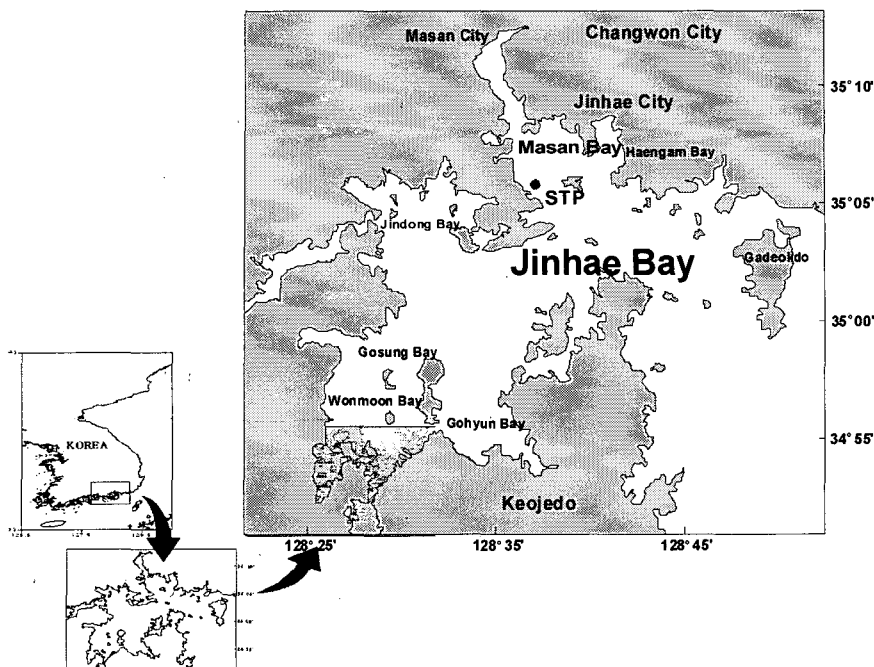 Masan City
Changwon City
35°10'
Jinhae City
Masan Bay
Haengam Bay
STP
35°05'
Jindong Bay
Jinhae Bay
Gadeokdo
35°00'
Gosung Bay
Wonmoon Bay
Gohyun Bay
34°55'
KOREA
Keojedo
128°25
128°35
128°45